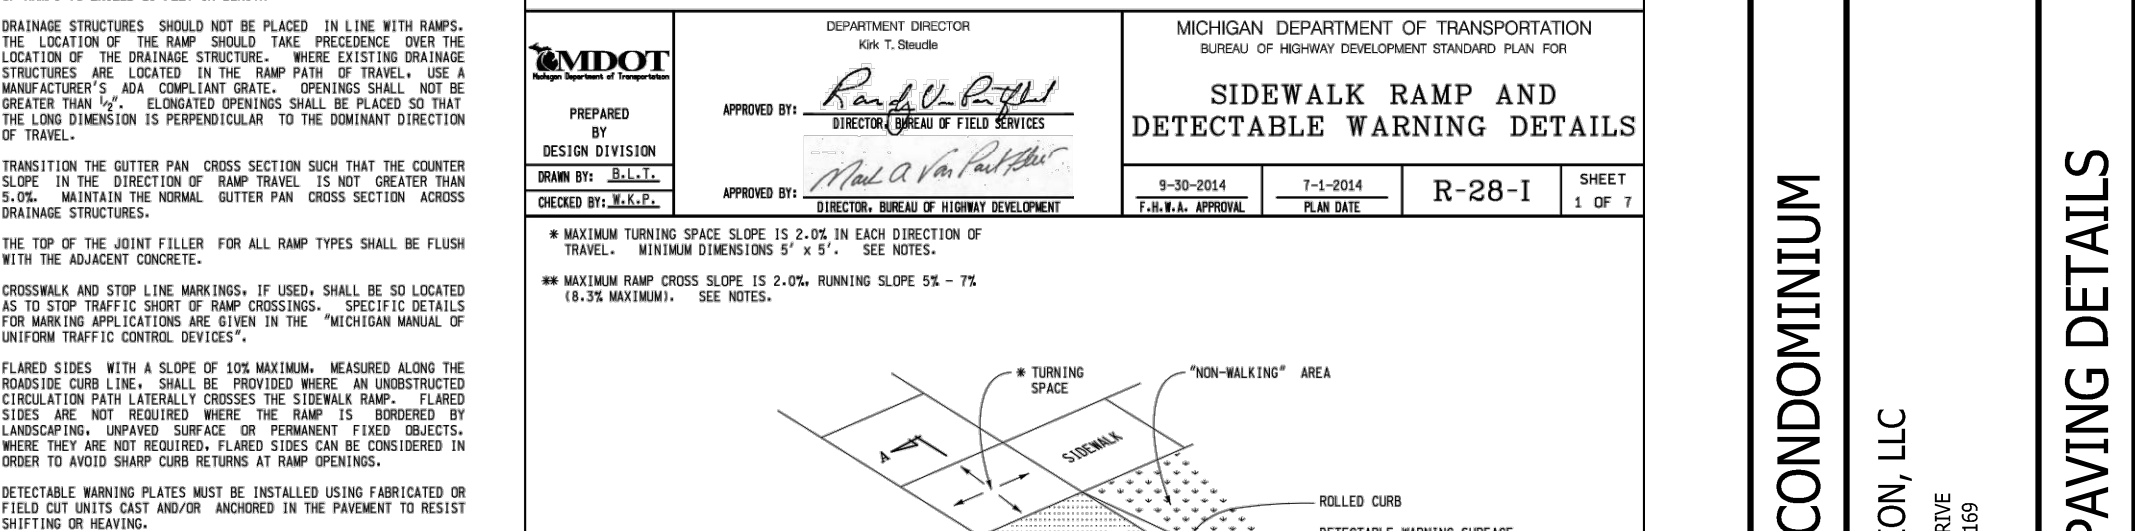 DRAINAGE STRUCTURES SHOULD NOT BE PLACED IN LINE WITH RAMPS.
THE LOCATION OF THE RAMP SHOULD TAKE PRECEDENCE OVER THE
LOCATION OF THE DRAINAGE STRUCTURE. WHERE EXISTING DRAINAGE
STRUCTURES ARE LOCATED IN THE RAMP PATH OF TRAVEL, USE A
MANUFACTURER'S ADA COMPLIANT GRATE. OPENINGS SHALL NOT BE
GREATER THAN 1/2". ELONGATED OPENINGS SHALL BE PLACED SO THAT
THE LONG DIMENSION IS PERPENDICULAR TO THE DOMINANT DIRECTION
OF TRAVEL.
TRANSITION THE GUTTER PAN CROSS SECTION SUCH THAT THE COUNTER
SLOPE IN THE DIRECTION OF RAMP TRAVEL IS NOT GREATER THAN
5.0%. MAINTAIN THE NORMAL GUTTER PAN CROSS SECTION ACROSS
DRAINAGE STRUCTURES.
THE TOP OF THE JOINT FILLER FOR ALL RAMP TYPES SHALL BE FLUSH
WITH THE ADJACENT CONCRETE.
CROSSWALK AND STOP LINE MARKINGS, IF USED, SHALL BE SO LOCATED
AS TO STOP TRAFFIC SHORT OF RAMP CROSSINGS. SPECIFIC DETAILS
FOR MARKING APPLICATIONS ARE GIVEN IN THE "MICHIGAN MANUAL OF
UNIFORM TRAFFIC CONTROL DEVICES".
FLARED SIDES WITH A SLOPE OF 10% MAXIMUM, MEASURED ALONG THE
ROADSIDE CURB LINE, SHALL BE PROVIDED WHERE AN UNOBSTRUCTED
CIRCULATION PATH LATERALLY CROSSES THE SIDEWALK RAMP. FLARED
SIDES ARE NOT REQUIRED WHERE THE RAMP IS BORDERED BY
LANDSCAPING, UNPAVED SURFACE OR PERMANENT FIXED OBJECTS.
WHERE THEY ARE NOT REQUIRED, FLARED SIDES CAN BE CONSIDERED IN
ORDER TO AVOID SHARP CURB RETURNS AT RAMP OPENINGS.
DETECTABLE WARNING PLATES MUST BE INSTALLED USING FABRICATED OR
FIELD CUT UNITS CAST AND/OR ANCHORED IN THE PAVEMENT TO RESIST
SHIFTING OR HEAVING.
MDOT
Michigan Department of Transportation
PREPARED
BY
DESIGN DIVISION
DRAWN BY: B.L.T.
CHECKED BY: W.K.P.
DEPARTMENT DIRECTOR
Kirk T. Steudle
APPROVED BY:
DIRECTOR, BUREAU OF FIELD SERVICES
APPROVED BY:
DIRECTOR, BUREAU OF HIGHWAY DEVELOPMENT
MICHIGAN DEPARTMENT OF TRANSPORTATION
BUREAU OF HIGHWAY DEVELOPMENT STANDARD PLAN FOR
SIDEWALK RAMP AND
DETECTABLE WARNING DETAILS
9-30-2014
F.H.W.A. APPROVAL
7-1-2014
PLAN DATE
R-28-I
SHEET
1 OF 7
* MAXIMUM TURNING SPACE SLOPE IS 2.0% IN EACH DIRECTION OF
TRAVEL. MINIMUM DIMENSIONS 5' x 5'. SEE NOTES.
** MAXIMUM RAMP CROSS SLOPE IS 2.0%, RUNNING SLOPE 5% - 7%
(8.3% MAXIMUM). SEE NOTES.
* TURNING
SPACE
"NON-WALKING" AREA
A
SIDEWALK
ROLLED CURB
DETECTABLE WARNING SURFACE
CONDOMINIUM
CON, LLC
RIVE
169
PAVING DETAILS